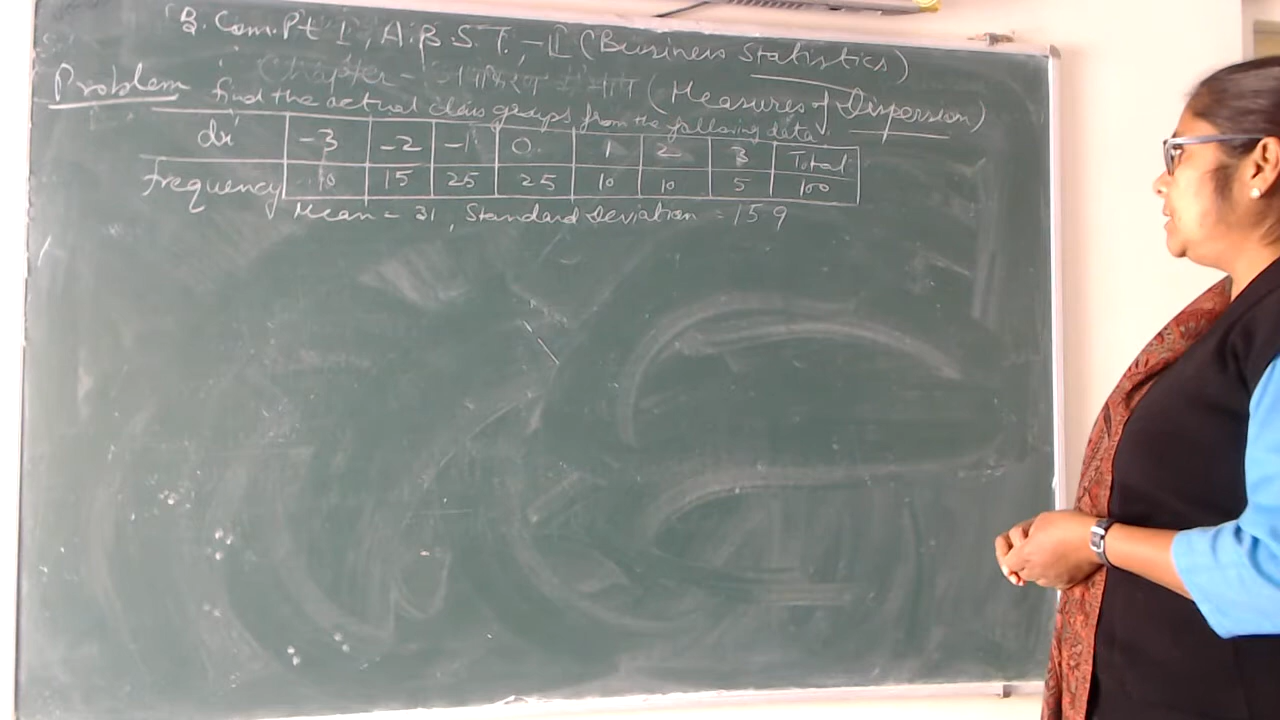 B. Com. Pt I, A.B.S.T. - II (Business Statistics)
Chapter - (Measures of Dispersion)
Problem find the actual class groups from the following data.
dx -3 -2 -1 0 1 2 3 Total
frequency 10 15 25 25 10 10 5 100
Mean = 31, Standard Deviation = 15.9